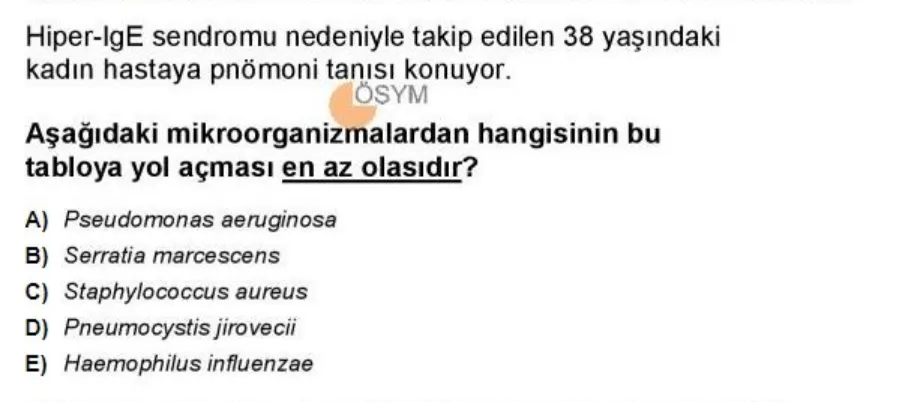 Hiper-IgE sendromu nedeniyle takip edilen 38 yaşındaki
kadın hastaya pnömoni tanısı konuyor.
ÖSYM
Aşağıdaki mikroorganizmalardan hangisinin bu
tabloya yol açması en az olasıdır?
A) Pseudomonas aeruginosa
B) Serratia marcescens
C) Staphylococcus aureus
D) Pneumocystis jirovecii
E) Haemophilus influenzae